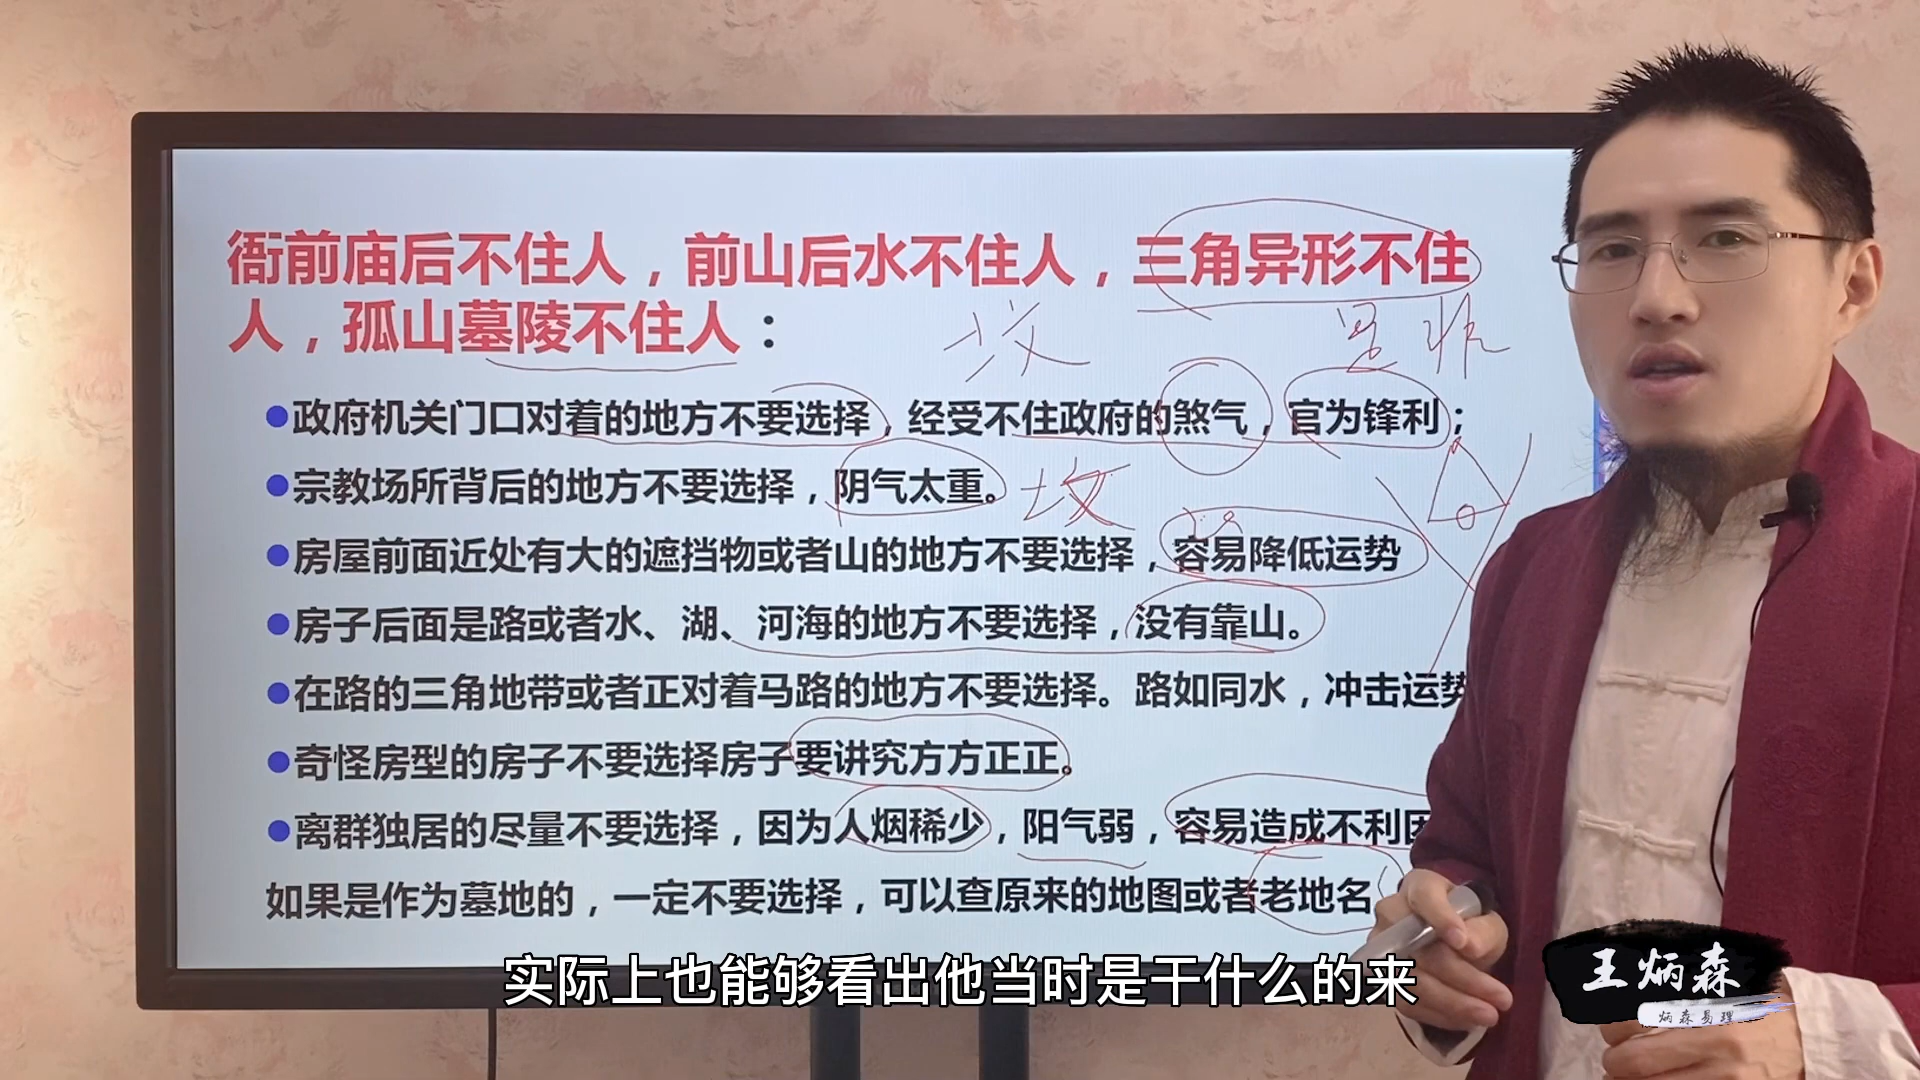 衙前庙后不住人，前山后水不住人，三角异形不住
人，孤山墓陵不住人：
坟
●政府机关门口对着的地方不要选择，经受不住政府的煞气，官为锋利；
●宗教场所背后的地方不要选择，阴气太重。
坟
●房屋前面近处有大的遮挡物或者山的地方不要选择，容易降低运势
●房子后面是路或者水、湖、河海的地方不要选择，没有靠山。
●在路的三角地带或者正对着马路的地方不要选择。路如同水，冲击运势
●奇怪房型的房子不要选择房子要讲究方方正正。
●离群独居的尽量不要选择，因为人烟稀少，阳气弱，容易造成不利因
如果是作为墓地的，一定不要选择，可以查原来的地图或者老地名
实际上也能够看出他当时是干什么的来
王炳森
炳森易理